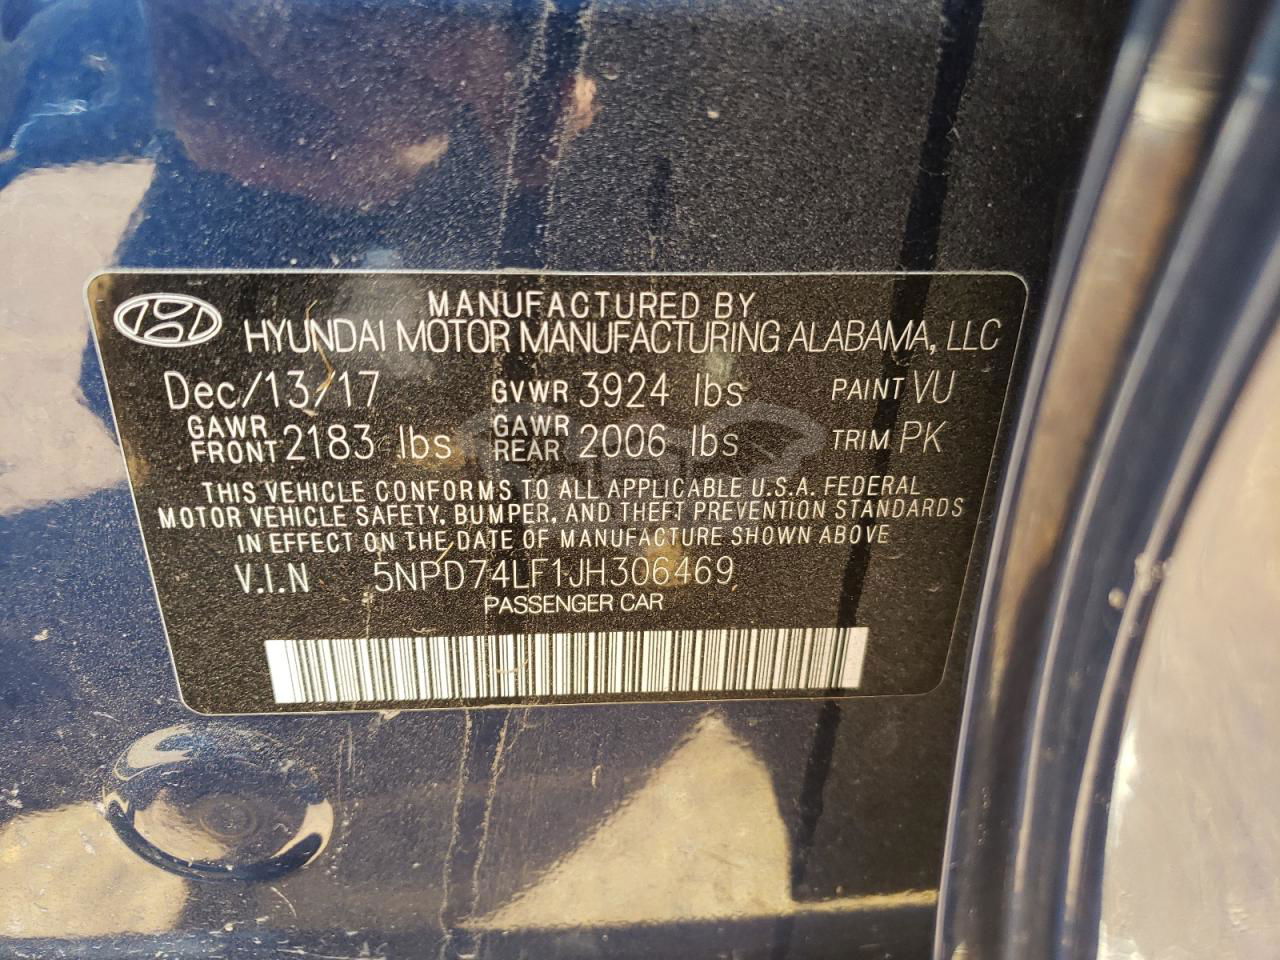 MANUFACTURED BY
HYUNDAI MOTOR MANUFACTURING ALABAMA, LLC
Dec/13/17 GVWR 3924 lbs PAINT VU
GAWR FRONT 2183 lbs GAWR REAR 2006 lbs TRIM PK
THIS VEHICLE CONFORMS TO ALL APPLICABLE U.S.A. FEDERAL
MOTOR VEHICLE SAFETY, BUMPER, AND THEFT PREVENTION STANDARDS
IN EFFECT ON THE DATE OF MANUFACTURE SHOWN ABOVE
V.I.N 5NPD74LF1JH306469
PASSENGER CAR